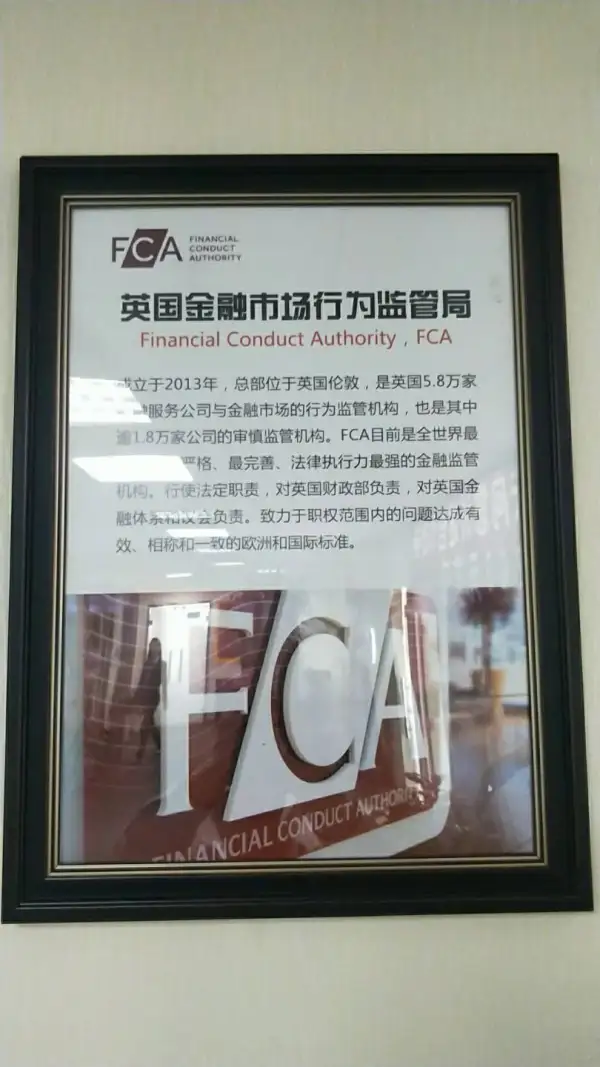 FCA
FINANCIAL
CONDUCT
AUTHORITY
英国金融市场行为监管局
Financial Conduct Authority , FCA
成立于2013年，总部位于英国伦敦，是英国5.8万家
服务公司与金融市场的行为监管机构，也是其中
逾1.8万家公司的审慎监管机构。FCA目前是全世界最
严格、最完善、法律执行力最强的金融监管
机构。行使法定职责，对英国财政部负责，对英国金
融体系和议会负责。致力于职权范围内的问题达成有
效、相称和一致的欧洲和国际标准。
FCA
FINANCIAL CONDUCT AUTHORITY